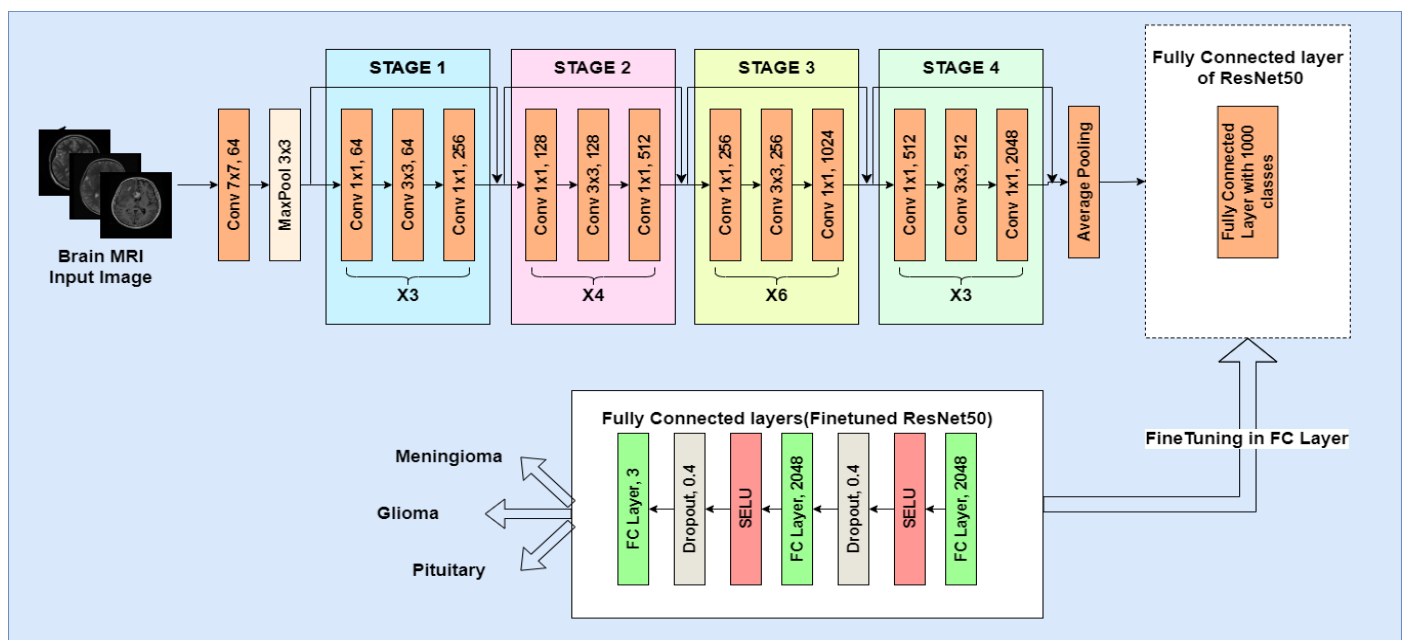 Brain MRI
Input Image
Conv 7x7, 64
MaxPool 3x3
STAGE 1
Conv 1x1, 64
Conv 3x3, 64
Conv 1x1, 256
X3
STAGE 2
Conv 1x1, 128
Conv 3x3, 128
Conv 1x1, 512
X4
STAGE 3
Conv 1x1, 256
Conv 3x3, 256
Conv 1x1, 1024
X6
STAGE 4
Conv 1x1, 512
Conv 3x3, 512
Conv 1x1, 2048
X3
Average Pooling
Fully Connected layer
of ResNet50
Fully Connected
Layer with 1000
classes
FineTuning in FC Layer
Fully Connected layers(Finetuned ResNet50)
FC Layer, 3
Dropout, 0.4
SELU
FC Layer, 2048
Dropout, 0.4
SELU
FC Layer, 2048
Meningioma
Glioma
Pituitary